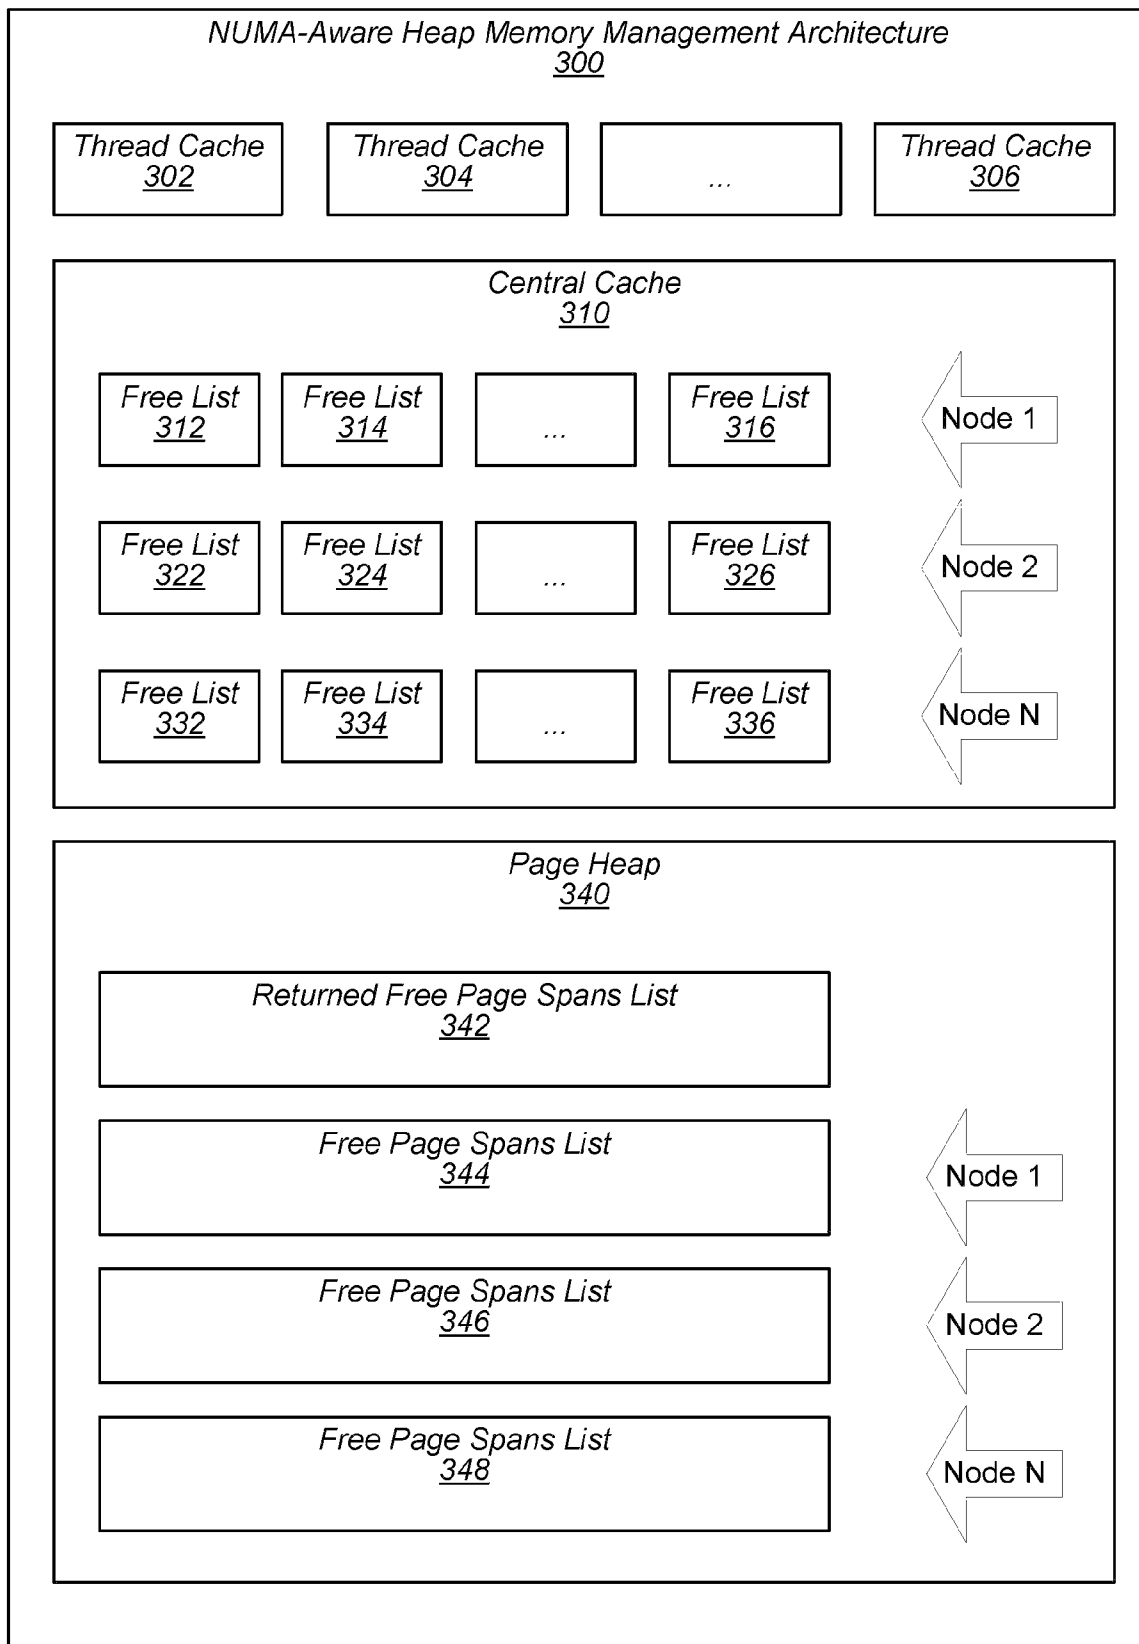 NUMA-Aware Heap Memory Management Architecture
300
Thread Cache
302
Thread Cache
304
...
Thread Cache
306
Central Cache
310
Free List
312
Free List
314
...
Free List
316
Node 1
Free List
322
Free List
324
...
Free List
326
Node 2
Free List
332
Free List
334
...
Free List
336
Node N
Page Heap
340
Returned Free Page Spans List
342
Free Page Spans List
344
Node 1
Free Page Spans List
346
Node 2
Free Page Spans List
348
Node N